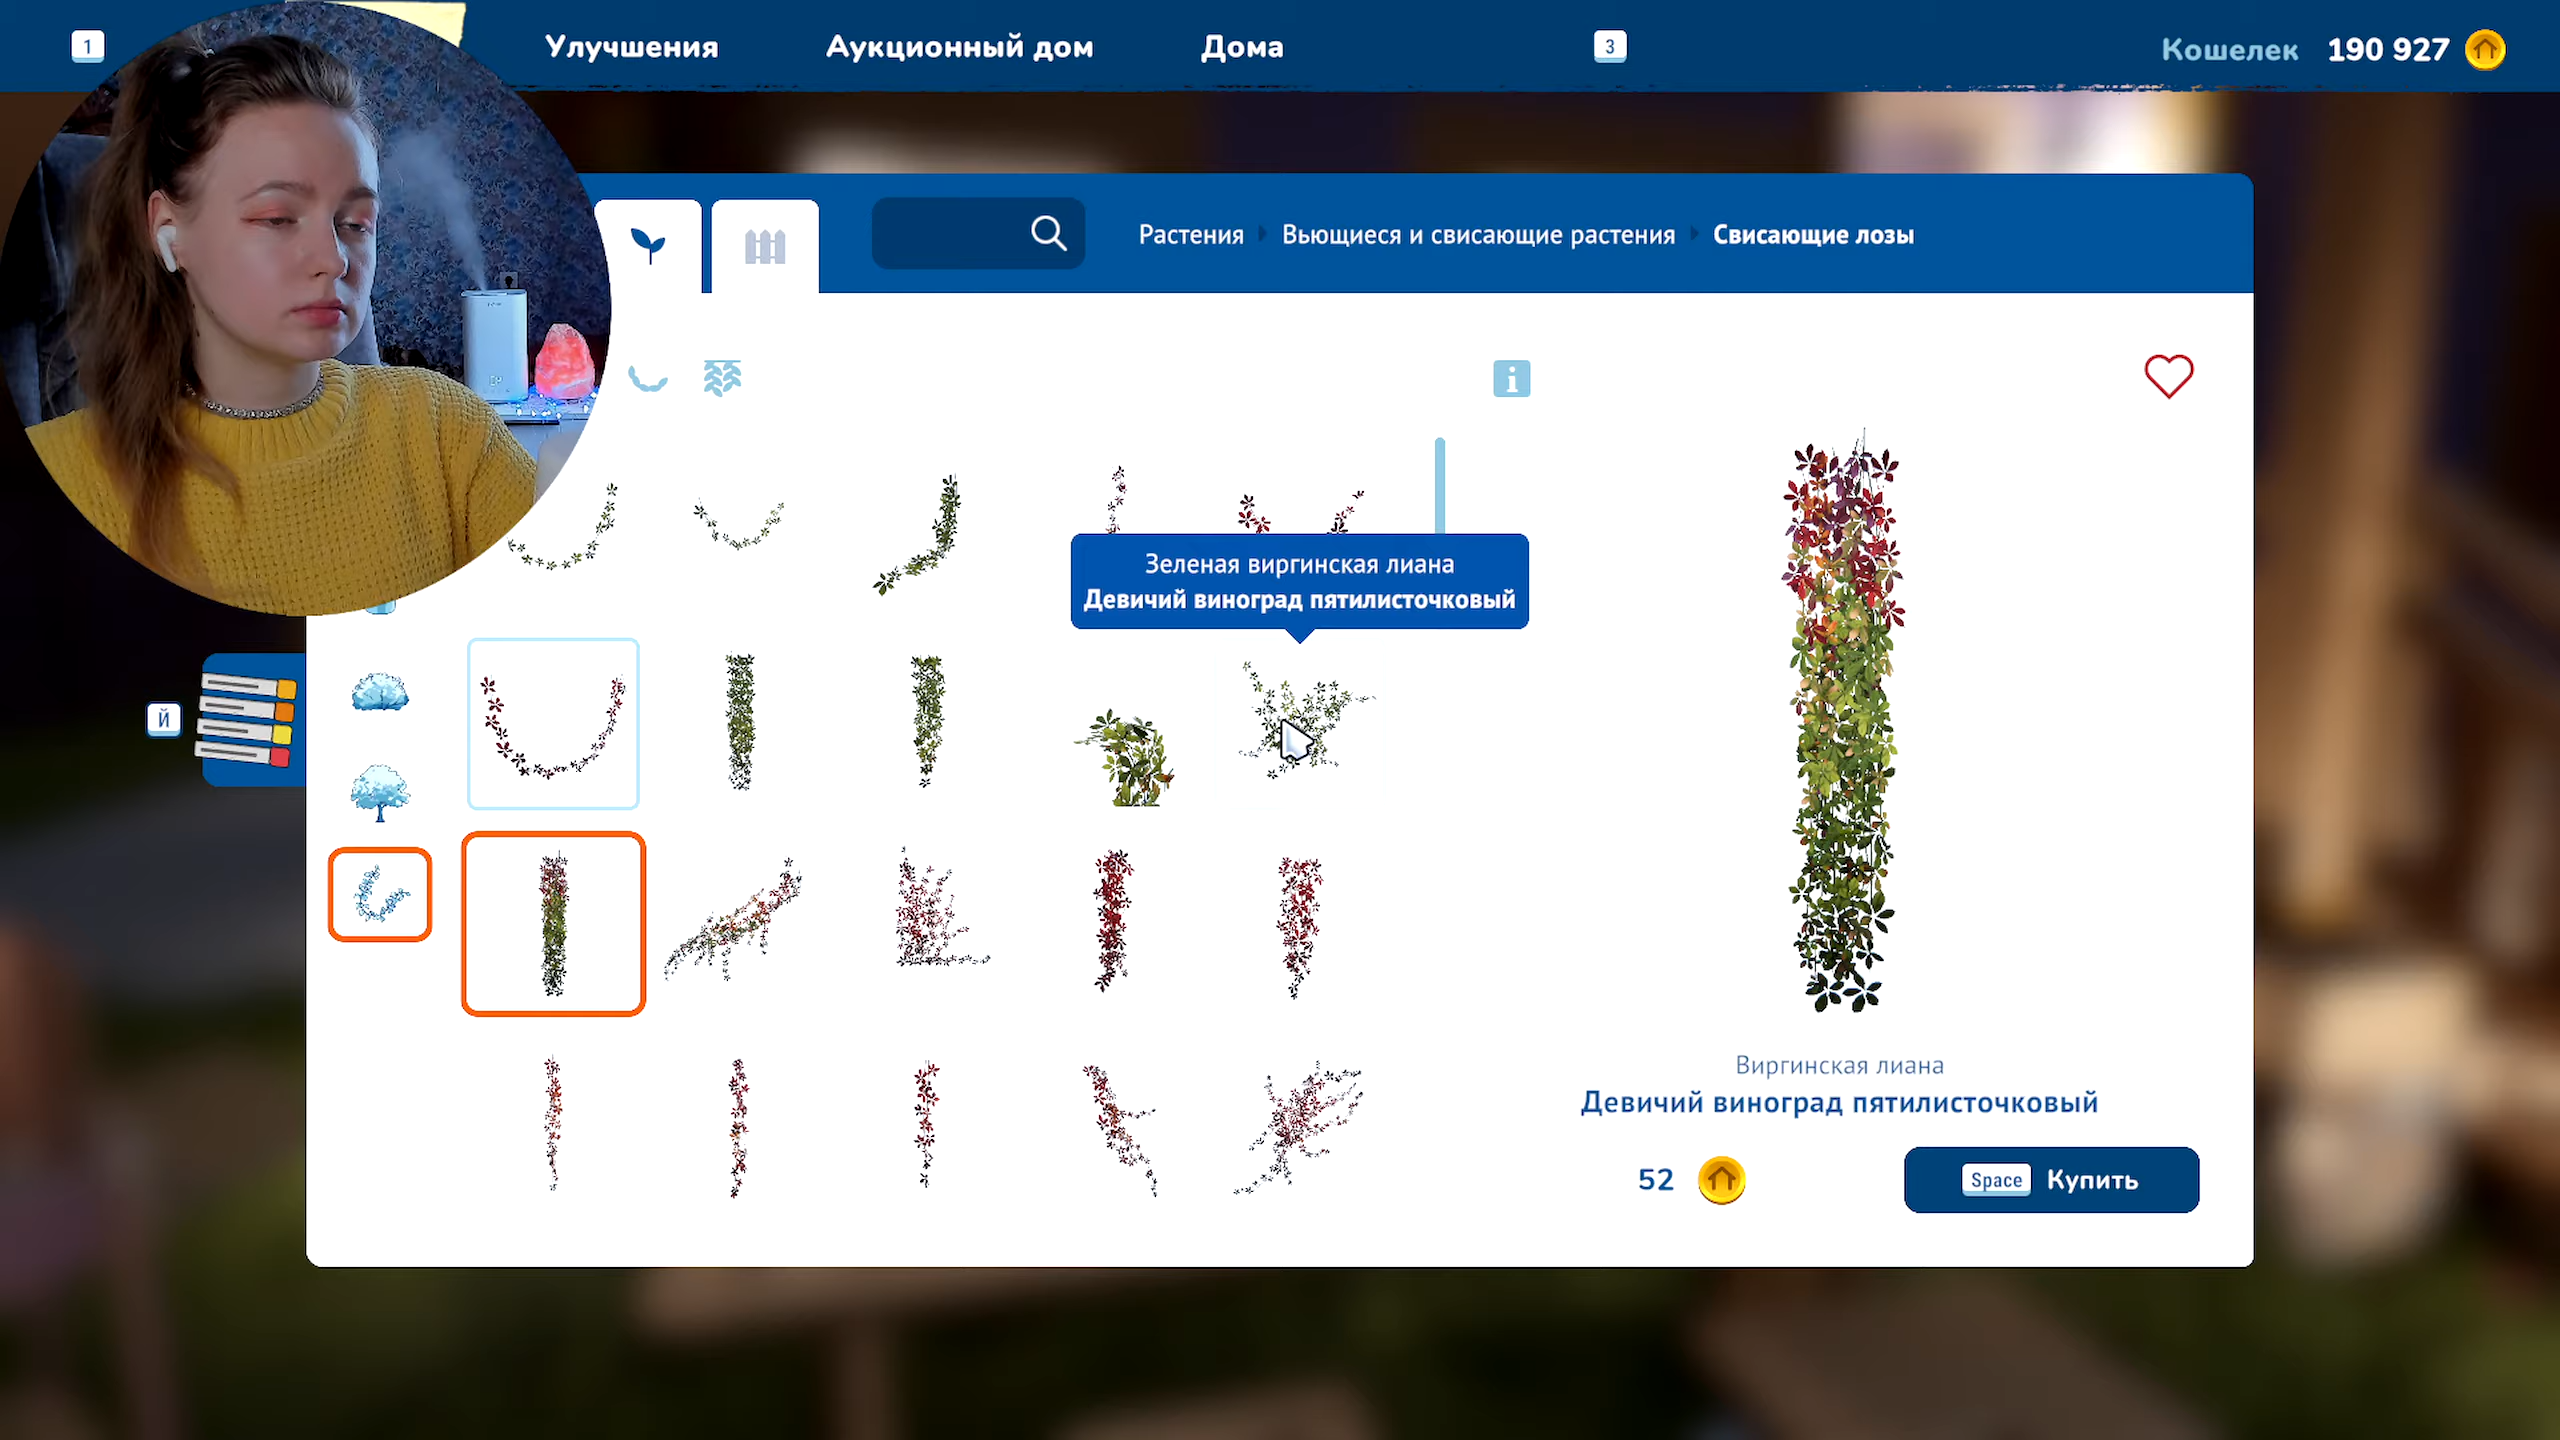 1
Улучшения
Аукционный дом
Дома
3
Кошелек 190 927
Растения
Вьющиеся и свисающие растения
Свисающие лозы
i
Зеленая виргинская лиана
Девичий виноград пятилисточковый
Й
Виргинская лиана
Девичий виноград пятилисточковый
52
Space Купить